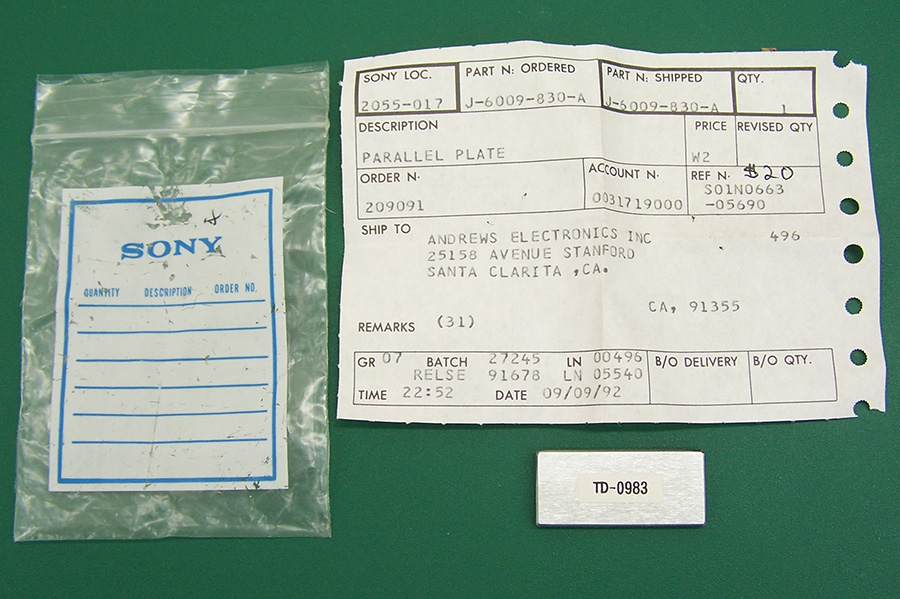 SONY
QUANTITY DESCRIPTION ORDER NO.
SONY LOC. PART N: ORDERED PART N: SHIPPED QTY.
2055-017 J-6009-830-A J-6009-830-A 1
DESCRIPTION PRICE REVISED QTY
PARALLEL PLATE W2
ORDER N. ACCOUNT N. REF N. $20
209091 0031719000 S01N0663
-05690
SHIP TO ANDREWS ELECTRONICS INC 496
25158 AVENUE STANFORD
SANTA CLARITA ,CA.
CA, 91355
REMARKS (31)
GR 07 BATCH 27245 LN 00496 B/O DELIVERY B/O QTY.
RELSE 91678 LN 05540
TIME 22:52 DATE 09/09/92
TD-0983